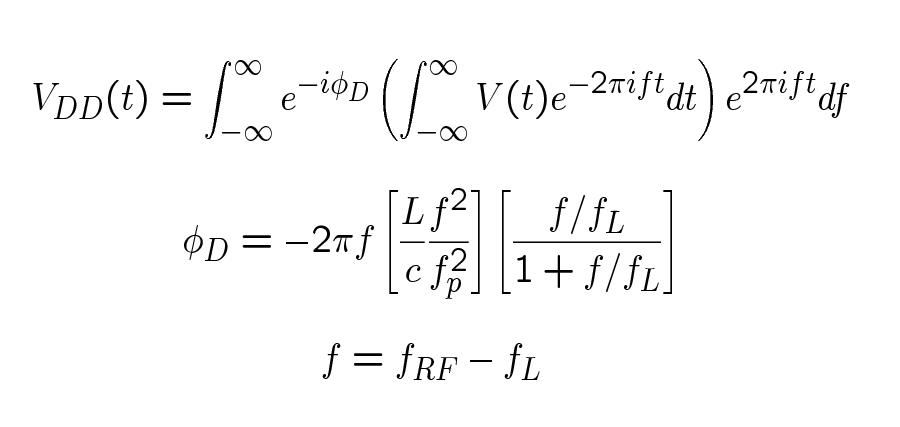 V_{DD}(t) = \int_{-\infty}^{\infty} e^{-i\phi_D} \left( \int_{-\infty}^{\infty} V(t) e^{-2\pi i f t} dt \right) e^{2\pi i f t} df
\phi_D = -2\pi f \left[ \frac{L}{c} \frac{f^2}{f_p^2} \right] \left[ \frac{f/f_L}{1 + f/f_L} \right]
f = f_{RF} - f_L